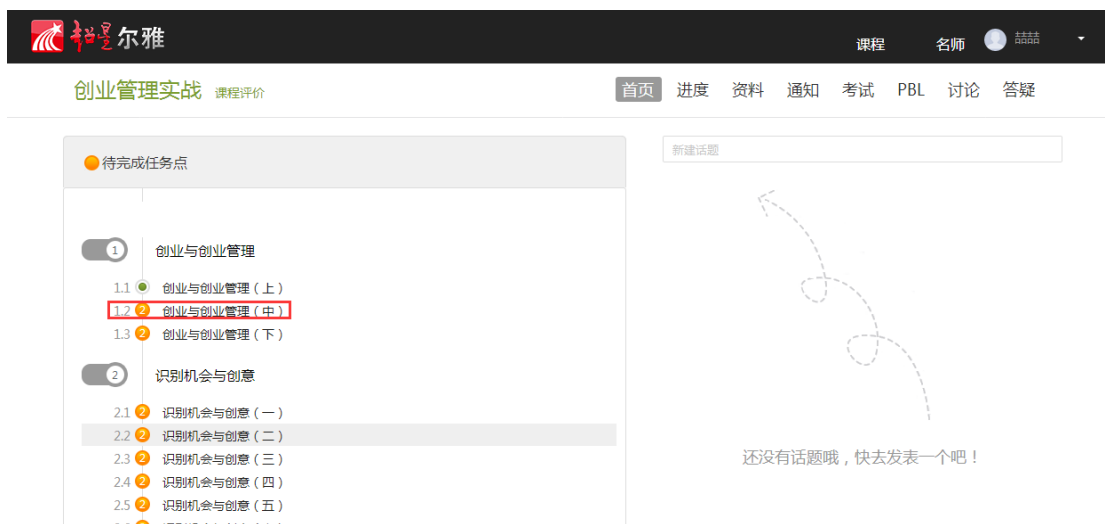 超星尔雅
课程 名师 喆喆
创业管理实战 课程评价
首页 进度 资料 通知 考试 PBL 讨论 答疑
待完成任务点
新建话题
1 创业与创业管理
1.1 创业与创业管理（上）
1.2 2 创业与创业管理（中）
1.3 2 创业与创业管理（下）
2 识别机会与创意
2.1 2 识别机会与创意（一）
2.2 2 识别机会与创意（二）
2.3 2 识别机会与创意（三）
2.4 2 识别机会与创意（四）
2.5 2 识别机会与创意（五）
还没有话题哦，快去发表一个吧！